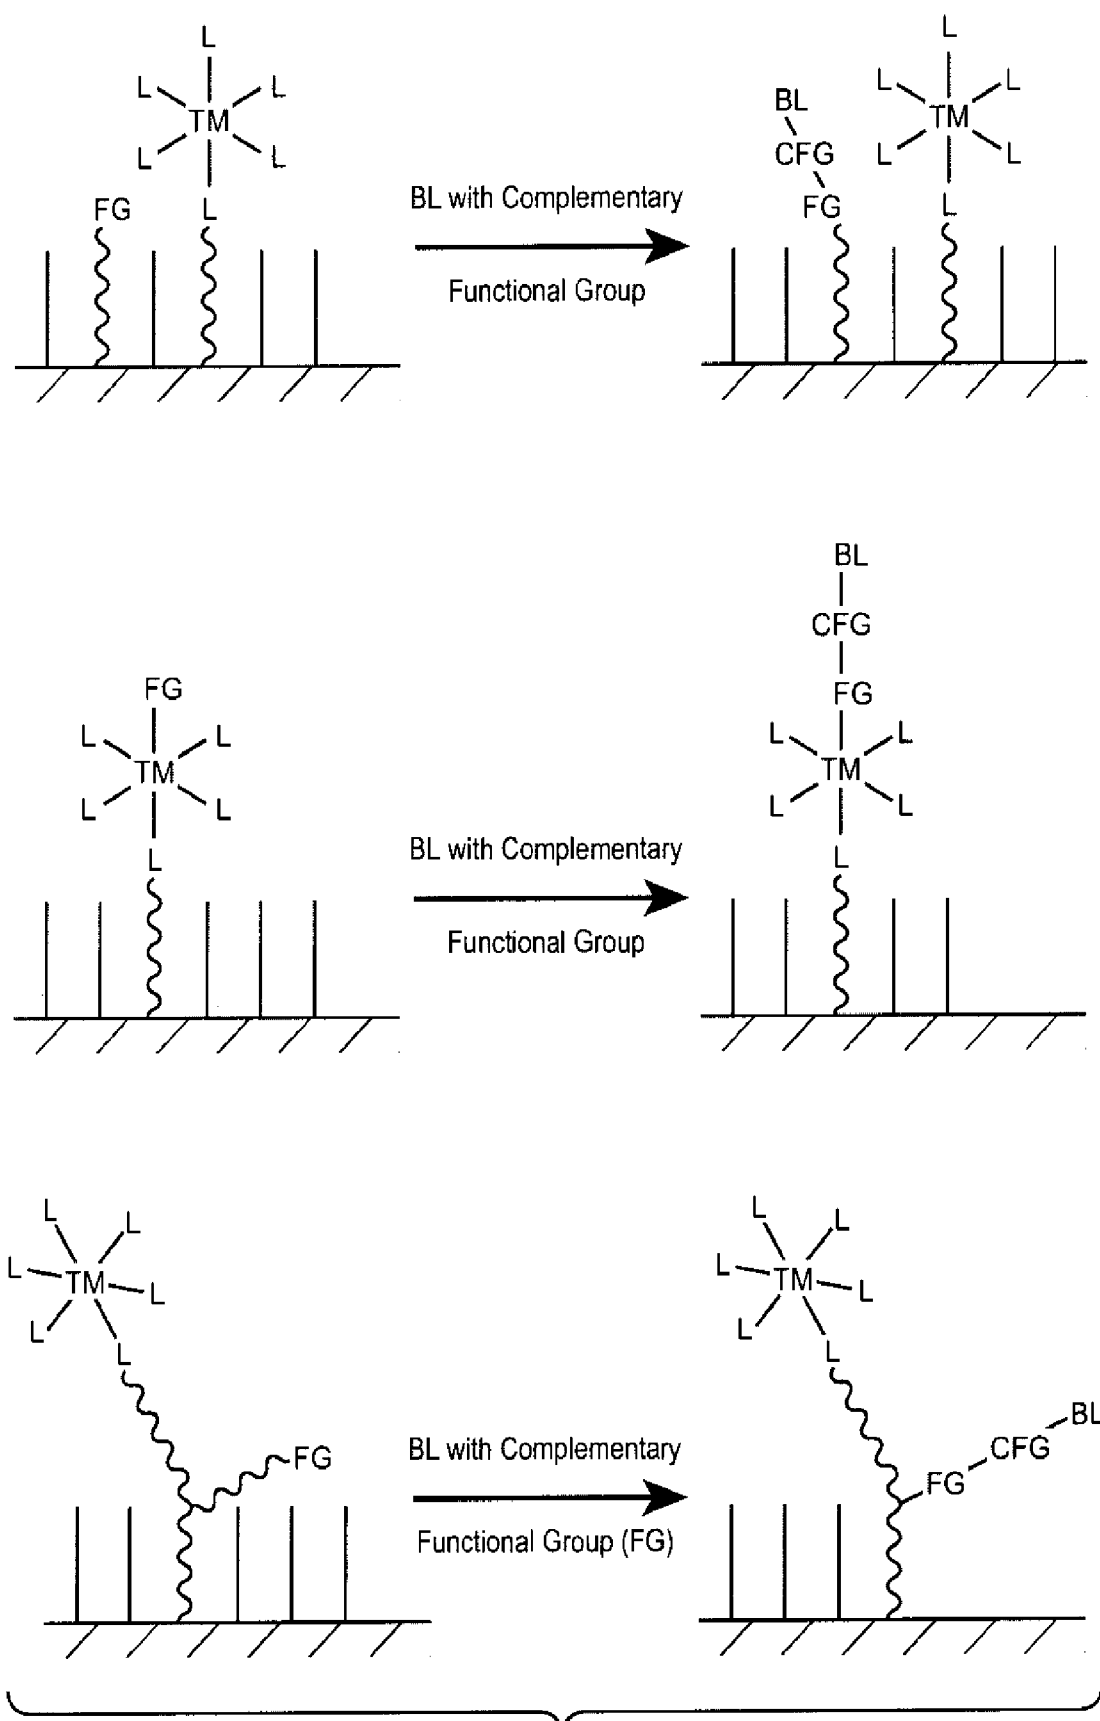 L
L L
TM
L L
FG L
BL with Complementary
Functional Group
L
BL L L
TM
CFG
L L
FG L
FG
L L
TM
L L
L
BL with Complementary
Functional Group
BL
CFG
FG
L L
TM
L L
L
L L
L TM L
L
L
FG
BL with Complementary
Functional Group (FG)
L L
L TM L
L
L
BL
CFG
FG